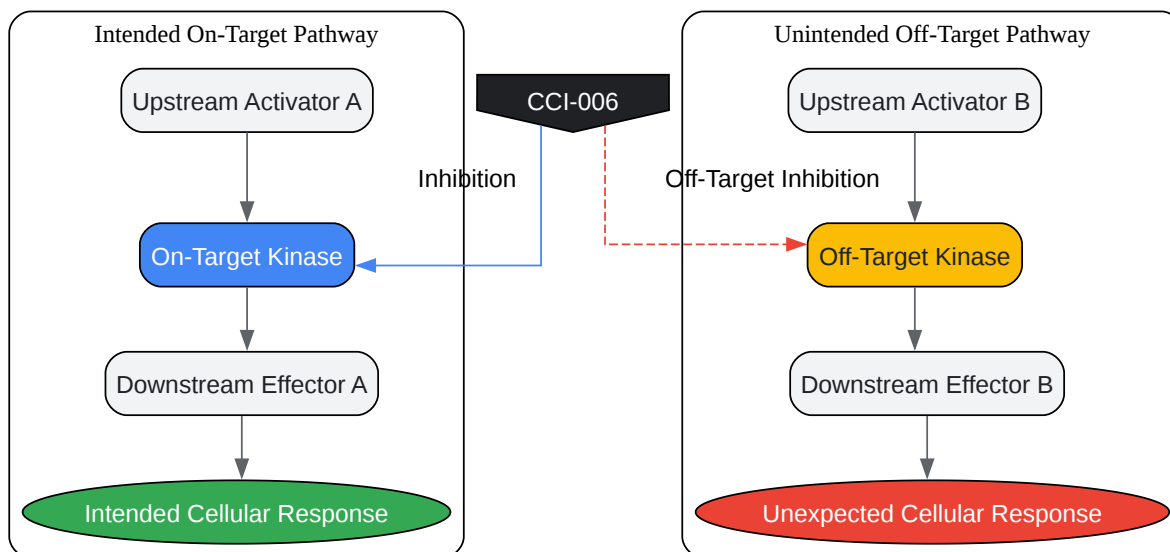 Intended On-Target Pathway
Upstream Activator A
On-Target Kinase
Downstream Effector A
Intended Cellular Response
CCI-006
Inhibition
Off-Target Inhibition
Unintended Off-Target Pathway
Upstream Activator B
Off-Target Kinase
Downstream Effector B
Unexpected Cellular Response